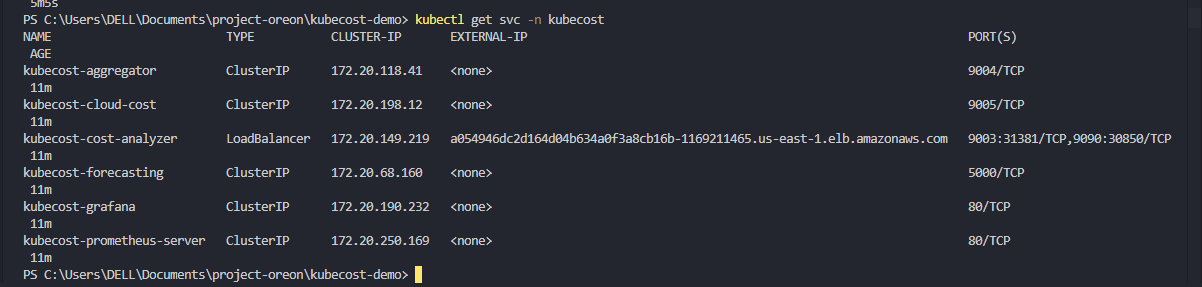 5m5s
PS C:\Users\DELL\Documents\project-oreon\kubecost-demo> kubectl get svc -n kubecost
NAME TYPE CLUSTER-IP EXTERNAL-IP PORT(S)
AGE
kubecost-aggregator ClusterIP 172.20.118.41 <none> 9004/TCP
11m
kubecost-cloud-cost ClusterIP 172.20.198.12 <none> 9005/TCP
11m
kubecost-cost-analyzer LoadBalancer 172.20.149.219 a054946dc2d164d04b634a0f3a8cb16b-1169211465.us-east-1.elb.amazonaws.com 9003:31381/TCP,9090:30850/TCP
11m
kubecost-forecasting ClusterIP 172.20.68.160 <none> 5000/TCP
11m
kubecost-grafana ClusterIP 172.20.190.232 <none> 80/TCP
11m
kubecost-prometheus-server ClusterIP 172.20.250.169 <none> 80/TCP
11m
PS C:\Users\DELL\Documents\project-oreon\kubecost-demo>